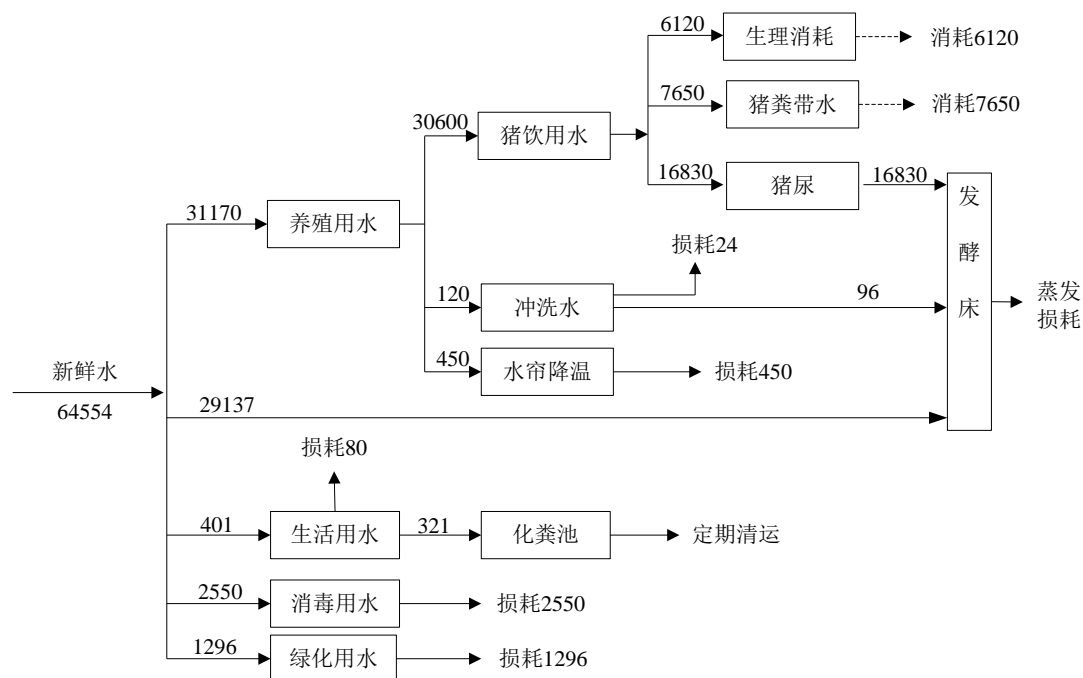 6120
生理消耗
消耗6120
7650
猪粪带水
消耗7650
30600
猪饮用水
16830
猪尿
16830
31170
养殖用水
发
酵
床
损耗24
120
冲洗水
96
蒸发
损耗
450
水帘降温
损耗450
新鲜水
64554
29137
损耗80
401
生活用水
321
化粪池
定期清运
2550
消毒用水
损耗2550
1296
绿化用水
损耗1296